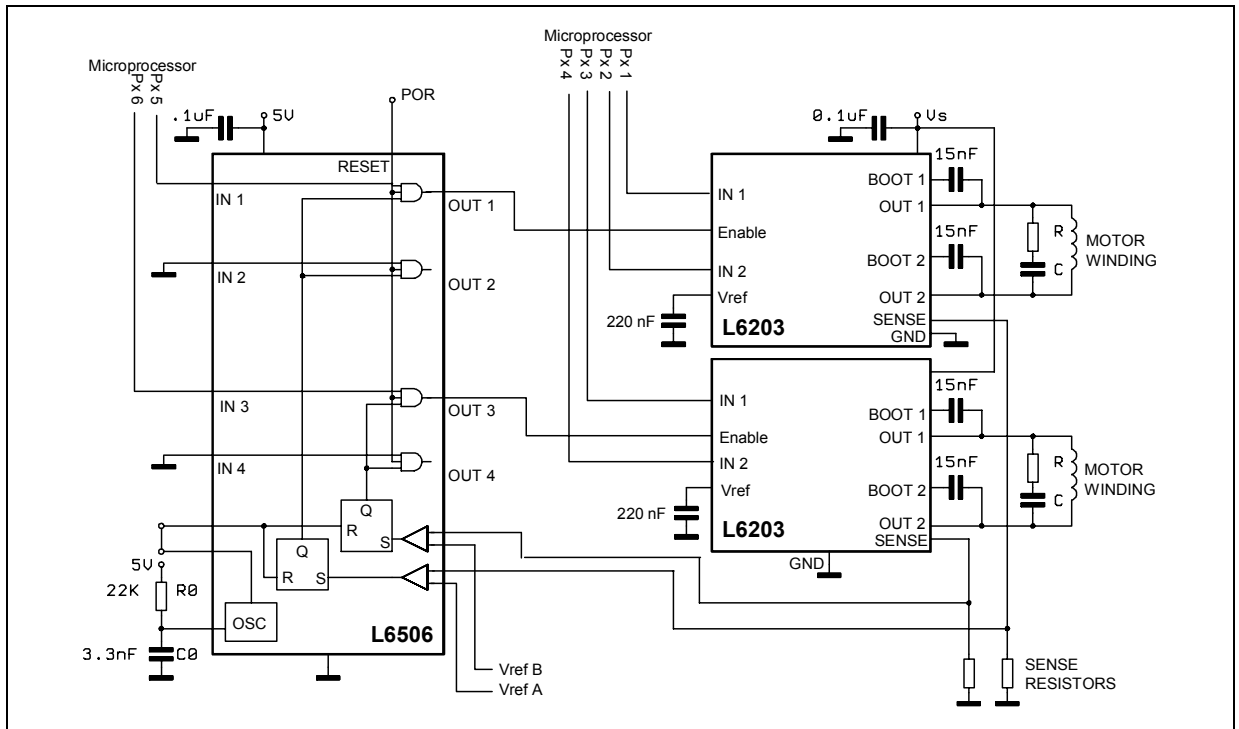 Microprocessor
Px 5
Px 6
Microprocessor
Px 1
Px 2
Px 3
Px 4
POR
.1uF
5V
0.1uF
Vs
RESET
IN 1
OUT 1
IN 2
OUT 2
IN 3
OUT 3
IN 4
OUT 4
Q
R
S
Q
R
S
5V
22K
R0
OSC
3.3nF
C0
L6506
Vref B
Vref A
15nF
BOOT 1
IN 1
OUT 1
Enable
15nF
R
MOTOR
WINDING
BOOT 2
C
IN 2
OUT 2
Vref
SENSE
220 nF
L6203
GND
15nF
IN 1
BOOT 1
OUT 1
Enable
15nF
R
MOTOR
WINDING
IN 2
BOOT 2
C
Vref
OUT 2
220 nF
L6203
SENSE
GND
SENSE
RESISTORS